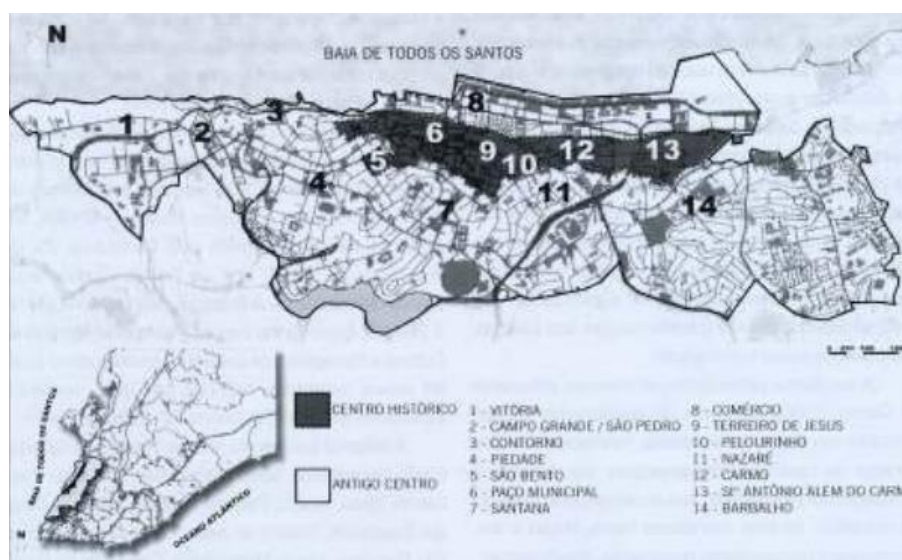 N
BAIA DE TODOS OS SANTOS
8
1
3
2
6
12
13
5
9
10
4
11
7
14
CENTRO HISTÓRICO
ANTIGO CENTRO
1 - VITÓRIA
2 - CAMPO GRANDE / SÃO PEDRO
3 - CONTORNO
4 - PIEDADE
5 - SÃO BENTO
6 - PAÇO MUNICIPAL
7 - SANTANA
8 - COMÉRCIO
9 - TERREIRO DE JESUS
10 - PELOURINHO
11 - NAZARÉ
12 - CARMO
13 - Stº ANTÔNIO ALEM DO CARM
14 - BARBALHO
BAIA DE TODOS OS SANTOS
OCEANO ATLÂNTICO
N